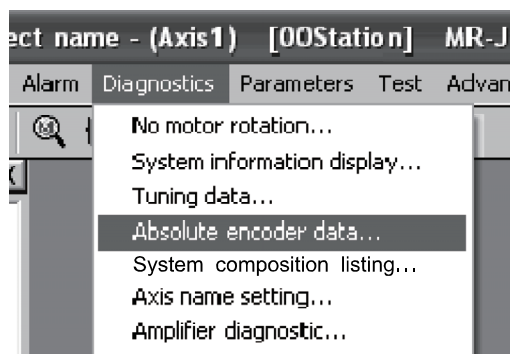 ect name - (Axis1) [00Station] MR-J
Alarm Diagnostics Parameters Test Advan
No motor rotation...
System information display...
Tuning data...
Absolute encoder data...
System composition listing...
Axis name setting...
Amplifier diagnostic...